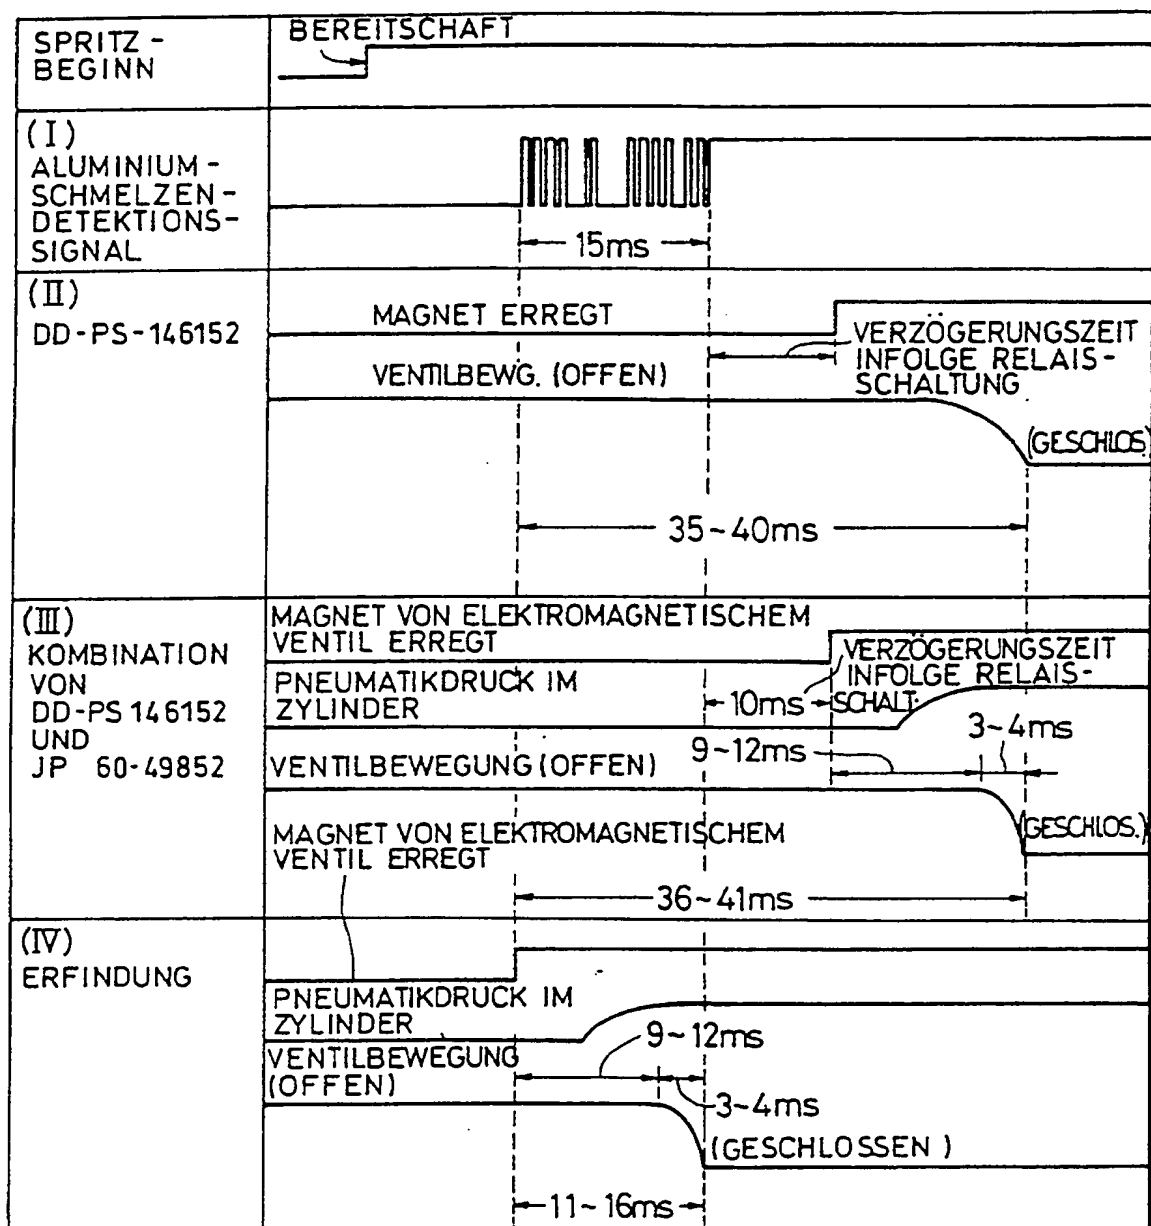 SPRITZ-
BEGINN
BEREITSCHAFT
(I)
ALUMINIUM-
SCHMELZEN-
DETEKTIONS-
SIGNAL
15ms
(II)
DD-PS-146152
MAGNET ERREGT
VERZÖGERUNGSZEIT
INFOLGE RELAIS-
SCHALTUNG
VENTILBEWG. (OFFEN)
(GESCHLOS.)
35~40ms
(III)
KOMBINATION
VON
DD-PS 146152
UND
JP 60-49852
MAGNET VON ELEKTROMAGNETISCHEM
VENTIL ERREGT
VERZÖGERUNGSZEIT
INFOLGE RELAIS-
SCHALT.
PNEUMATIKDRUCK IM
ZYLINDER
10ms
9~12ms
3~4ms
VENTILBEWEGUNG (OFFEN)
(GESCHLOS.)
MAGNET VON ELEKTROMAGNETISCHEM
VENTIL ERREGT
36~41ms
(IV)
ERFINDUNG
PNEUMATIKDRUCK IM
ZYLINDER
9~12ms
VENTILBEWEGUNG
(OFFEN)
3~4ms
(GESCHLOSSEN)
11~16ms